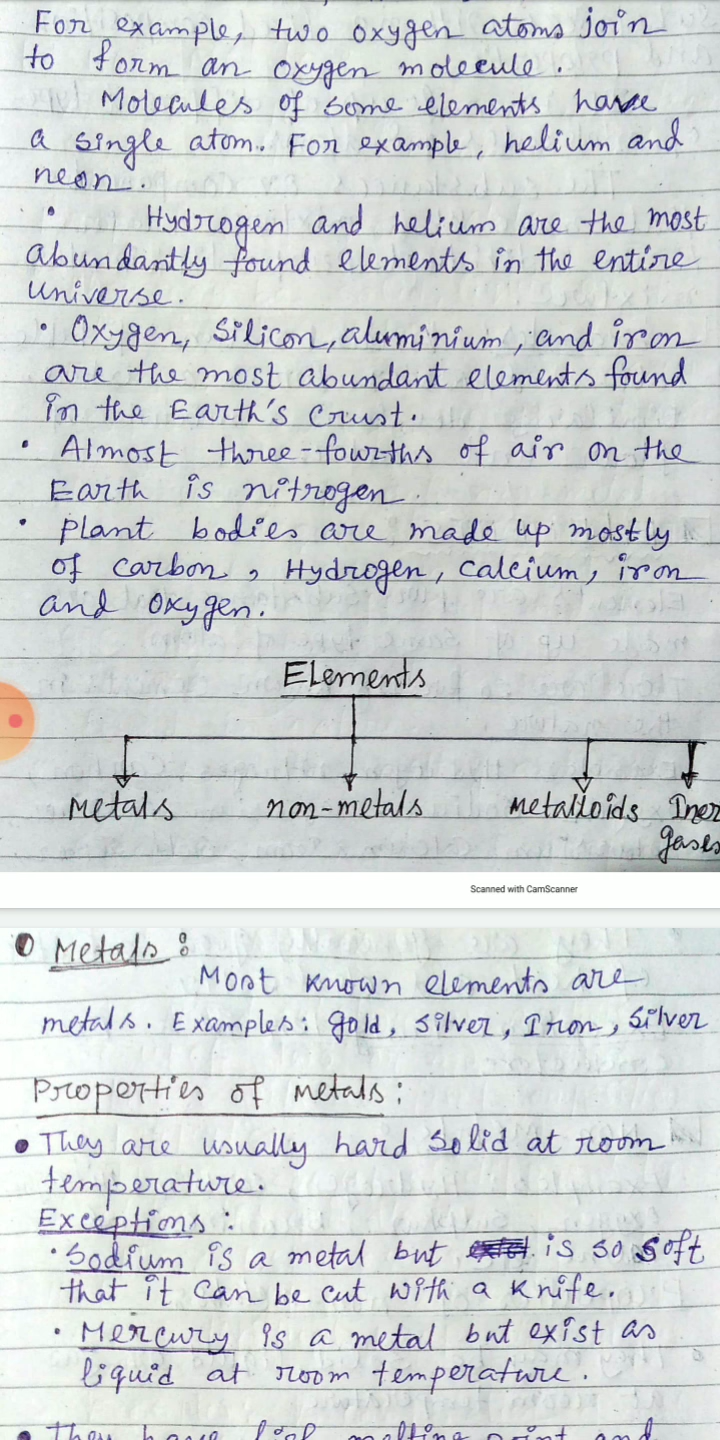 For example, two oxygen atoms join
to form an oxygen molecule.
Molecules of some elements have
a single atom. For example, helium and
neon.
• Hydrogen and helium are the most
abundantly found elements in the entire
universe.
• Oxygen, Silicon, aluminium, and iron
are the most abundant elements found
in the Earth's Crust.
• Almost three-fourths of air on the
Earth is nitrogen.
• Plant bodies are made up mostly
of carbon, Hydrogen, Calcium, iron
and Oxygen.
Elements
Metals non-metals Metalloids Iner
gases
Scanned with CamScanner
Metals:
Most known elements are
metals. Examples: gold, silver, Iron, Silver
Properties of metals:
• They are usually hard solid at room
temperature.
Exceptions:
• Sodium is a metal but is so soft
that it can be cut with a knife.
• Mercury is a metal but exist as
liquid at room temperature.
• They have melting point and